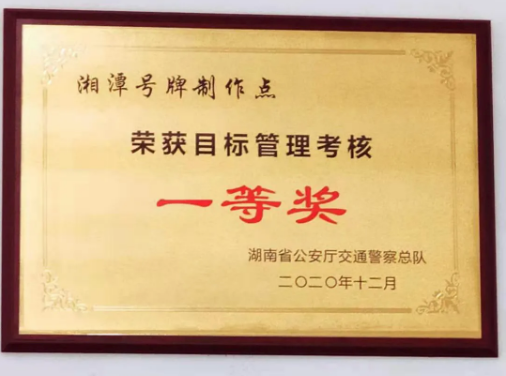 湘潭号牌制作点
荣获目标管理考核
一等奖
湖南省公安厅交通警察总队
二〇二〇年十二月